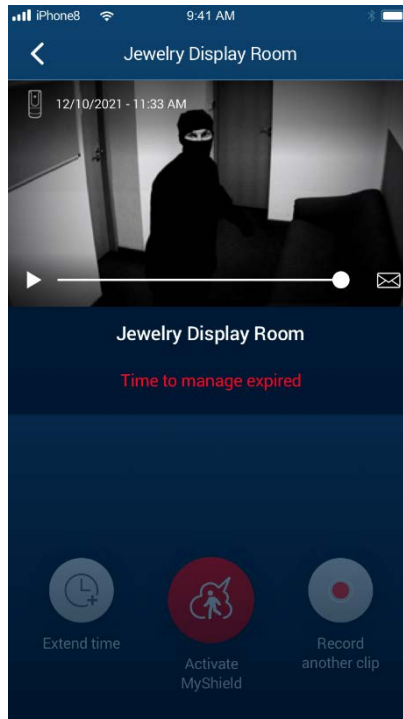 iPhone8 9:41 AM
Jewelry Display Room
12/10/2021 - 11:33 AM
Jewelry Display Room
Time to manage expired
Extend time
Activate
MyShield
Record
another clip